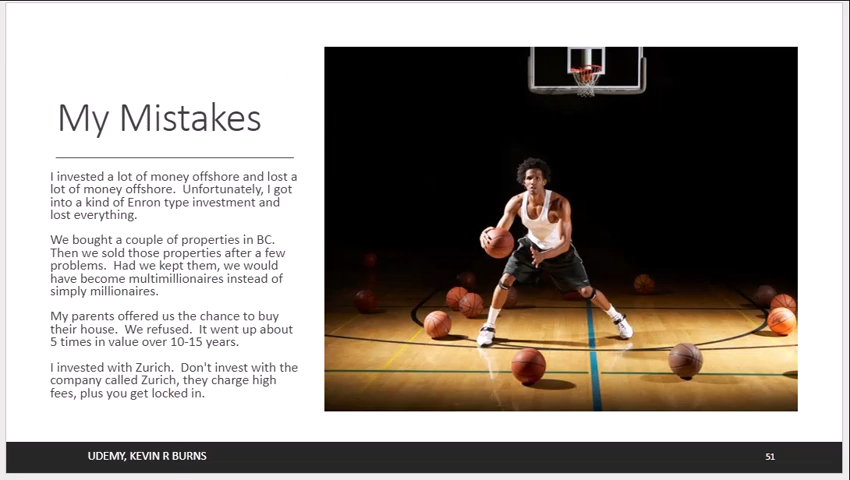 My Mistakes
I invested a lot of money offshore and lost a
lot of money offshore.  Unfortunately, I got
into a kind of Enron type investment and
lost everything.
We bought a couple of properties in BC.
Then we sold those properties after a few
problems.  Had we kept them, we would
have become multimillionaires instead of
simply millionaires.
My parents offered us the chance to buy
their house.  We refused.  It went up about
5 times in value over 10-15 years.
I invested with Zurich.  Don't invest with the
company called Zurich, they charge high
fees, plus you get locked in.
UDEMY, KEVIN R BURNS
51